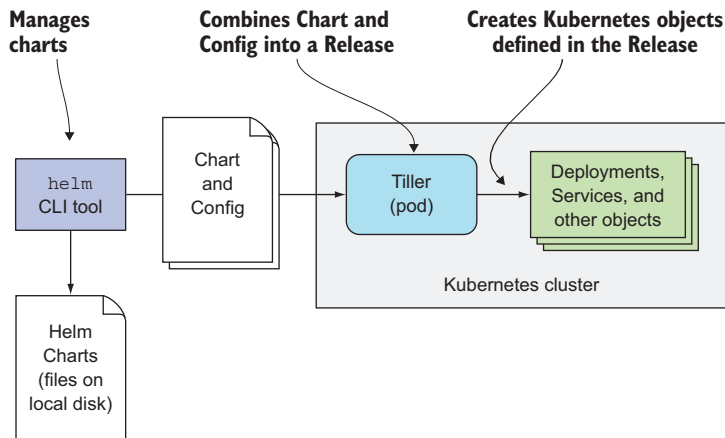 Manages
charts
Combines Chart and
Config into a Release
Creates Kubernetes objects
defined in the Release
helm
CLI tool
Chart
and
Config
Tiller
(pod)
Deployments,
Services, and
other objects
Kubernetes cluster
Helm
Charts
(files on
local disk)